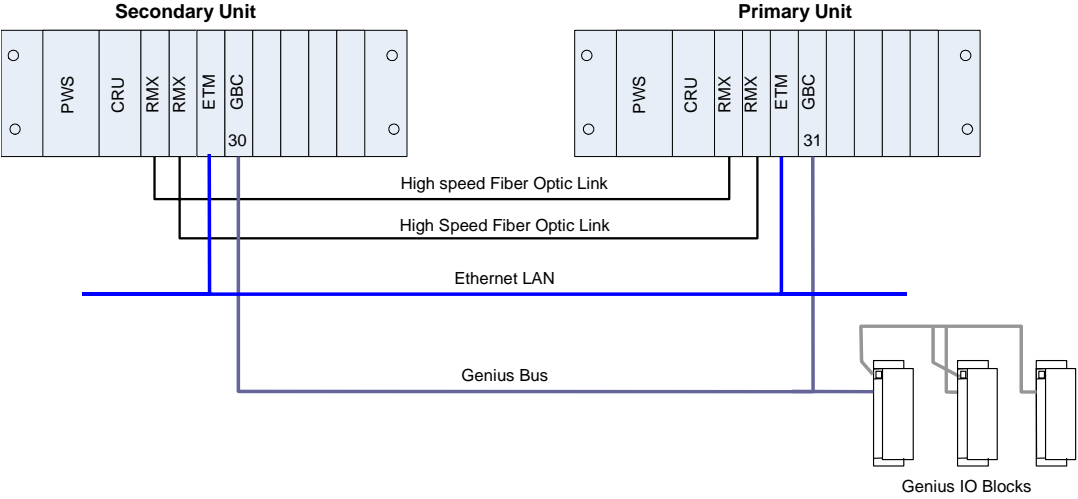 Secondary Unit
Primary Unit
PWS
CRU
RMX
RMX
ETM
GBC
30
PWS
CRU
RMX
RMX
ETM
GBC
31
High speed Fiber Optic Link
High Speed Fiber Optic Link
Ethernet LAN
Genius Bus
Genius IO Blocks